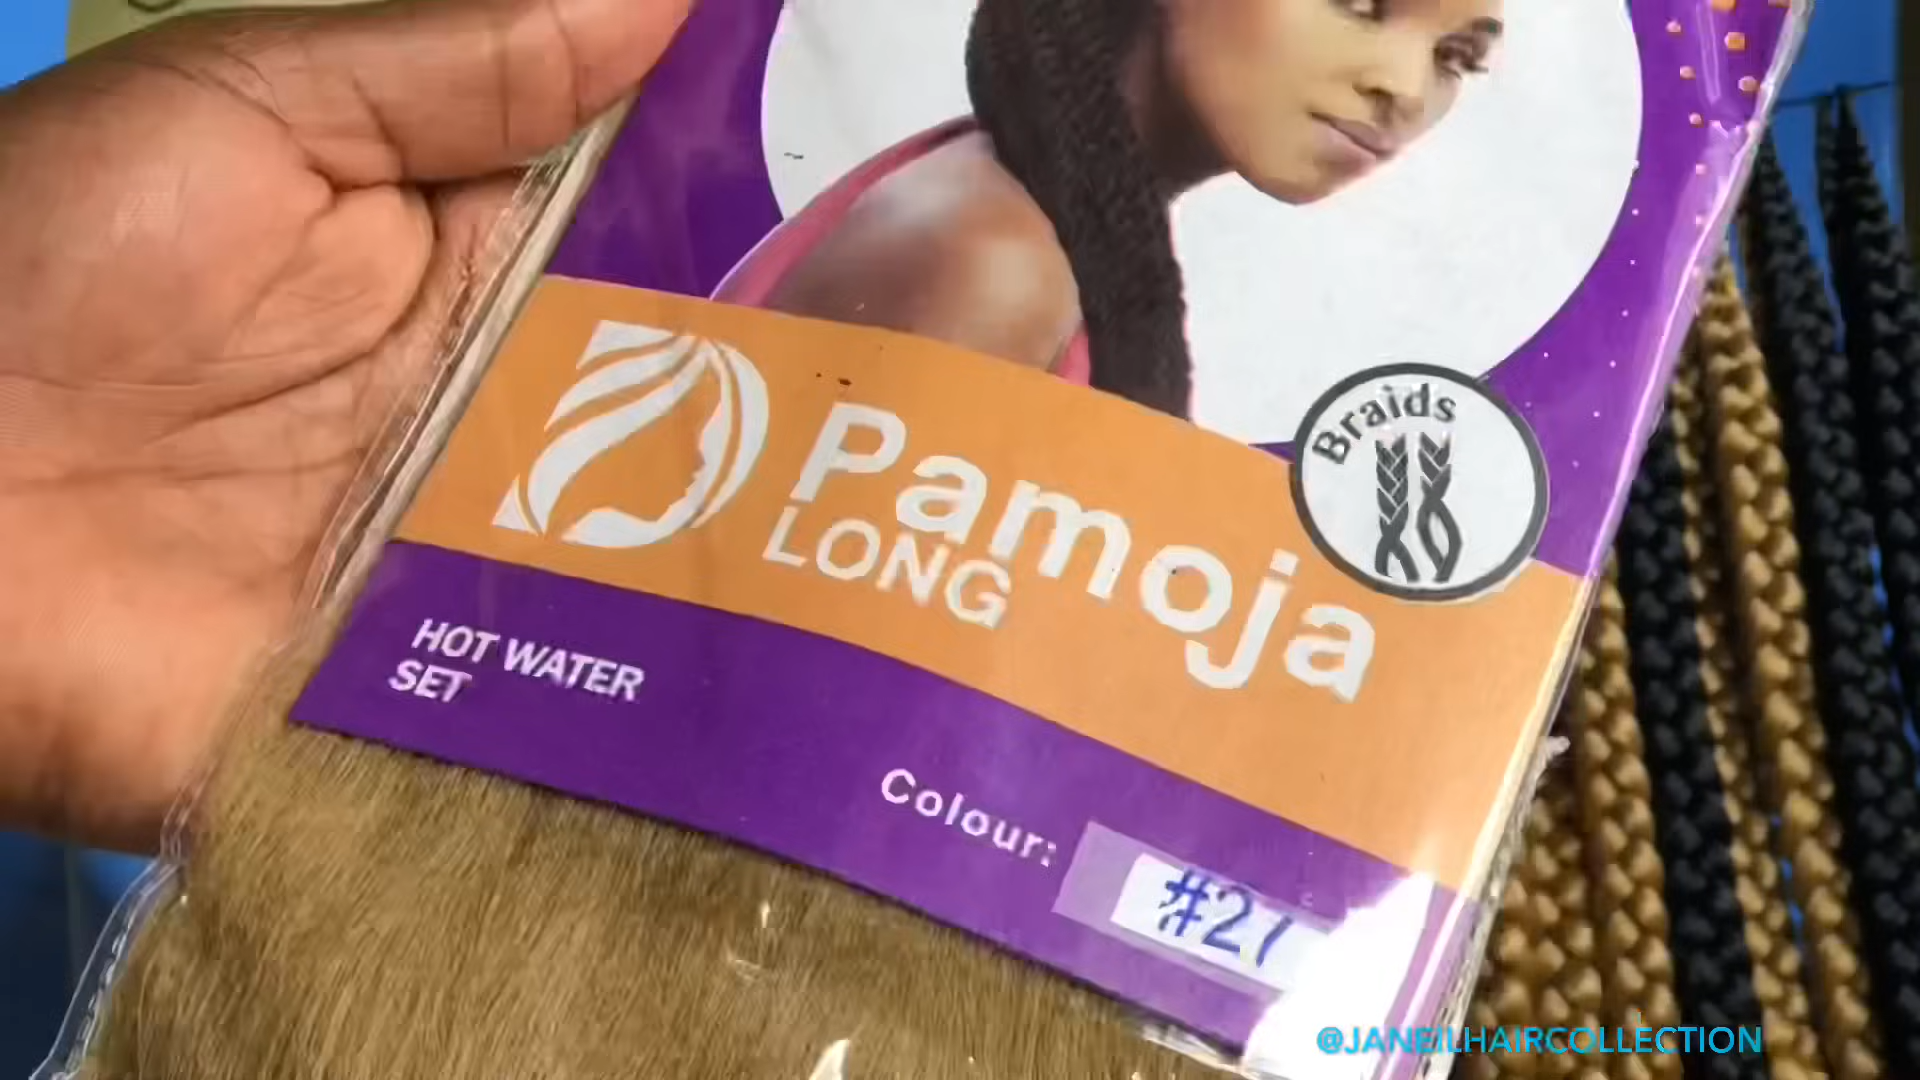 Braids
Pamoja
LONG
HOT WATER
SET
Colour:
#27
@JANEILHAIRCOLLECTION